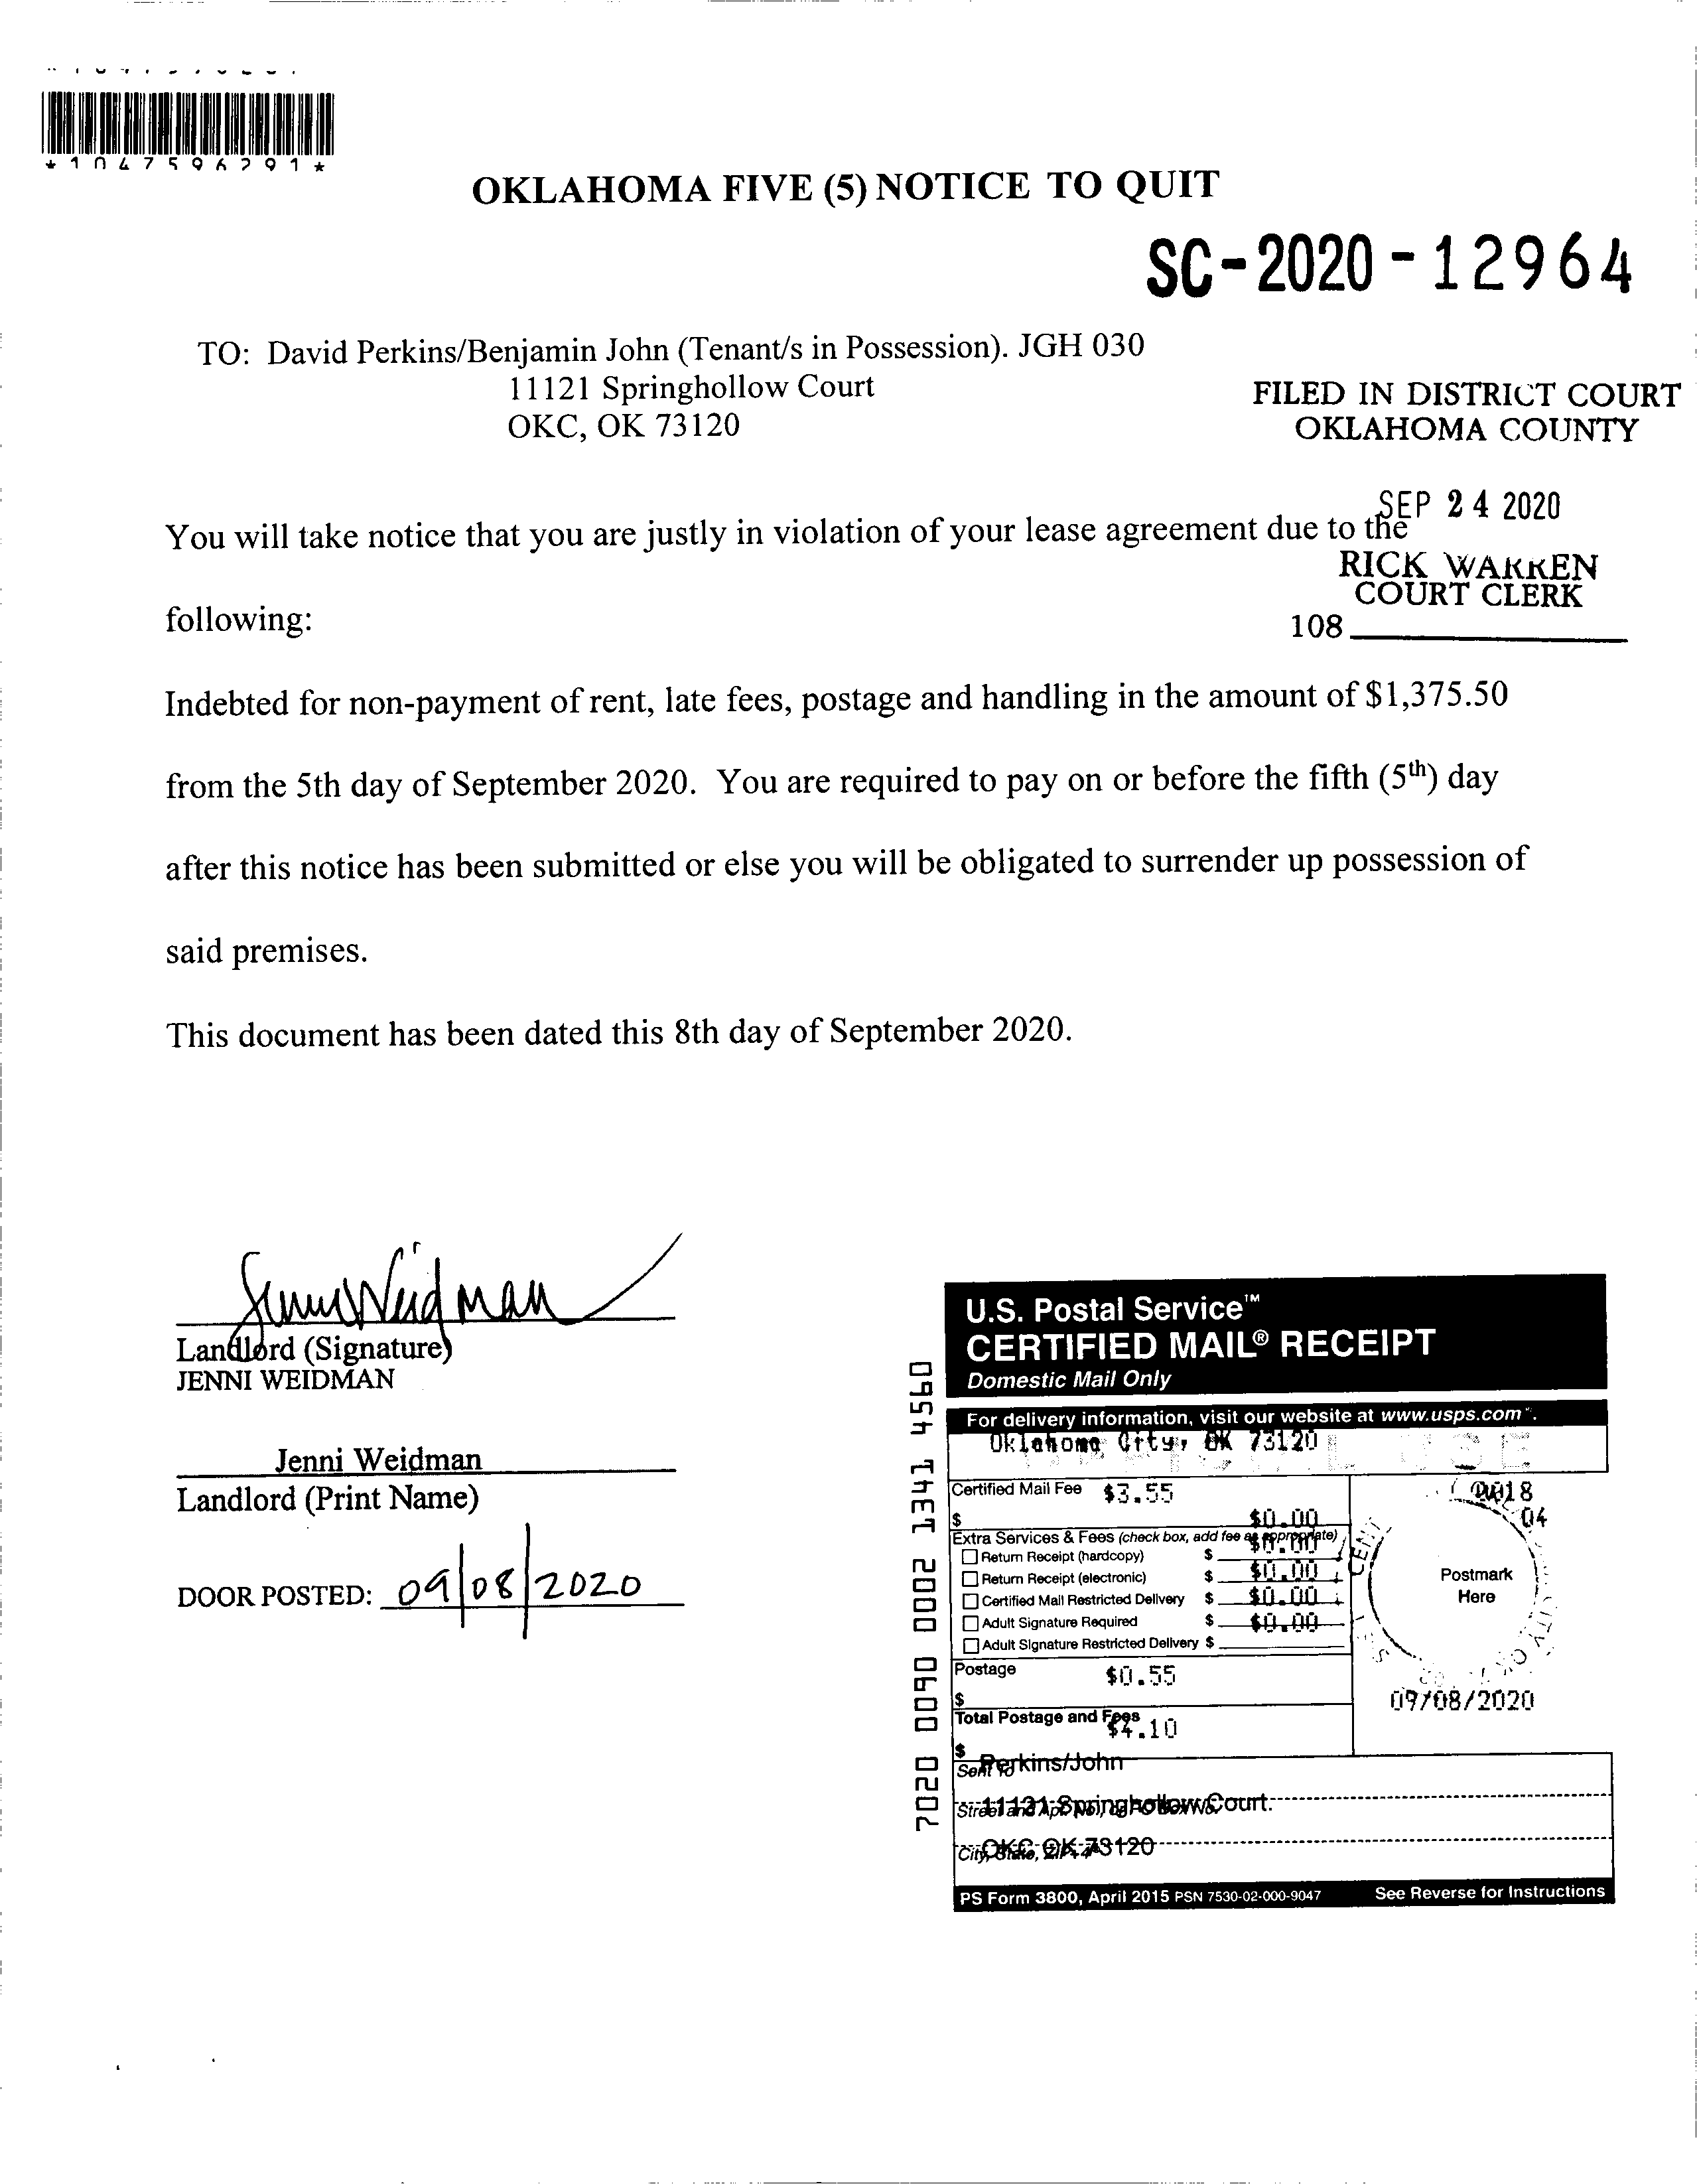 *1047596291*
OKLAHOMA FIVE (5) NOTICE TO QUIT
SC-2020-12964
TO: David Perkins/Benjamin John (Tenant/s in Possession). JGH 030
11121 Springhollow Court
OKC, OK 73120
FILED IN DISTRICT COURT
OKLAHOMA COUNTY
SEP 24 2020
RICK WARREN
COURT CLERK
108
You will take notice that you are justly in violation of your lease agreement due to the
following:
Indebted for non-payment of rent, late fees, postage and handling in the amount of $1,375.50
from the 5th day of September 2020. You are required to pay on or before the fifth (5th) day
after this notice has been submitted or else you will be obligated to surrender up possession of
said premises.
This document has been dated this 8th day of September 2020.
Jenni Weidman
Landlord (Signature)
JENNI WEIDMAN
Jenni Weidman
Landlord (Print Name)
DOOR POSTED: 09/08/2020
7020 0090 0002 1341 4560
U.S. Postal Service™
CERTIFIED MAIL® RECEIPT
Domestic Mail Only
For delivery information, visit our website at www.usps.com®.
Oklahoma City, OK 73120
Certified Mail Fee $3.55
$ $0.00
Extra Services & Fees (check box, add fee as appropriate)
Return Receipt (hardcopy) $ $0.00
Return Receipt (electronic) $ $0.00
Certified Mail Restricted Delivery $ $0.00
Adult Signature Required $ $0.00
Adult Signature Restricted Delivery $
Postage $0.55
$
Total Postage and Fees $4.10
$
04
Postmark
Here
09/08/2020
Sent To Perkins/John
Street and Apt. No., or PO Box No. 11121 Springhollow Court.
City, State, ZIP+4® OKC, OK 73120
PS Form 3800, April 2015 PSN 7530-02-000-9047 See Reverse for Instructions